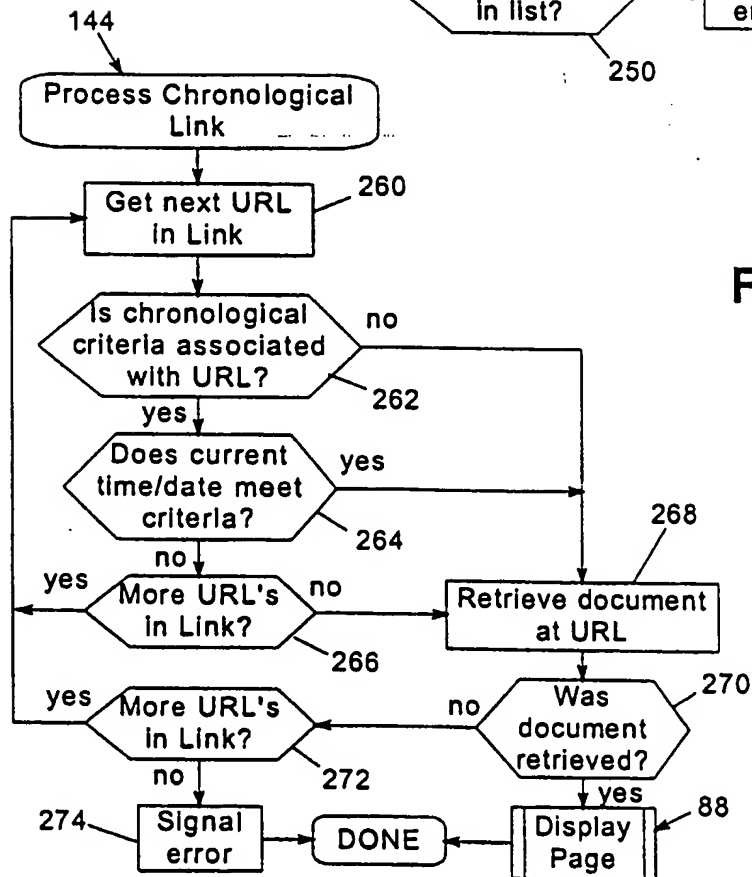 in list?
250
144
Process Chronological
Link
Get next URL
in Link
260
Is chronological
criteria associated
with URL?
no
262
yes
Does current
time/date meet
criteria?
yes
264
no
yes
More URL's
in Link?
no
266
268
Retrieve document
at URL
yes
More URL's
in Link?
272
no
Was
document
retrieved?
270
no
yes
274
Signal
error
DONE
Display
Page
88